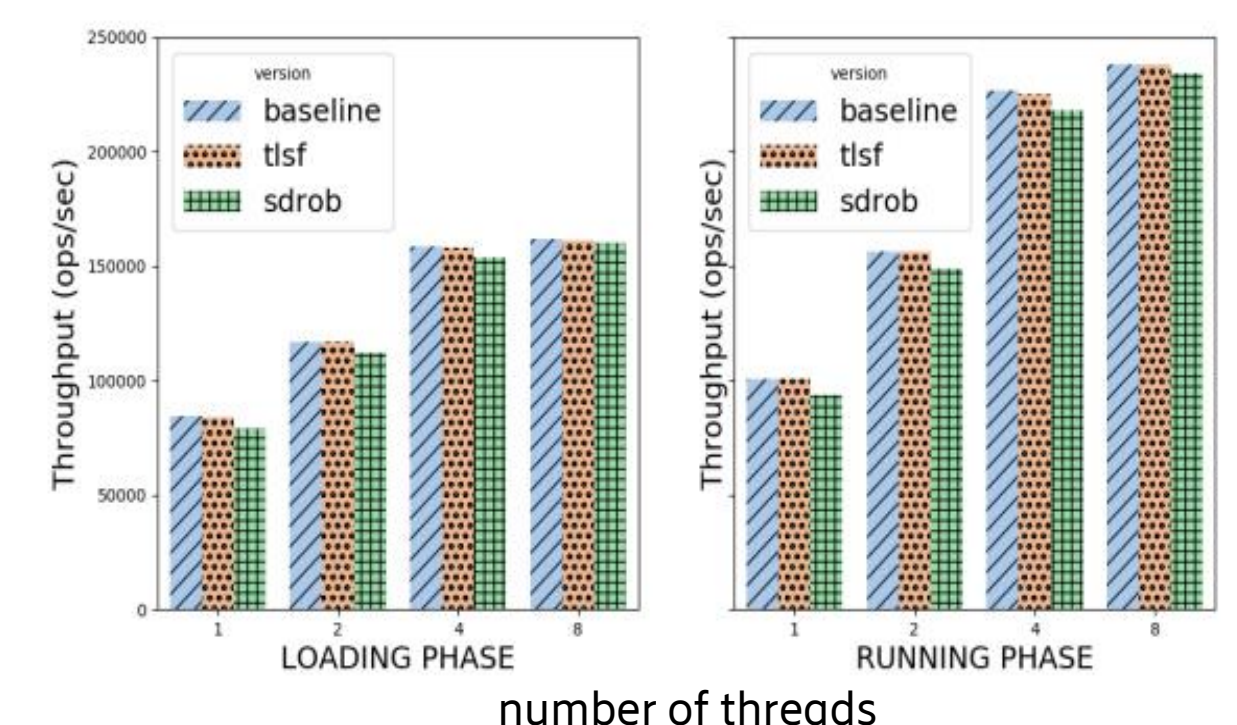 250000
200000
150000
100000
50000
0
Throughput (ops/sec)
version
baseline
tlsf
sdrob
1 2 4 8
LOADING PHASE
Throughput (ops/sec)
version
baseline
tlsf
sdrob
1 2 4 8
RUNNING PHASE
number of threads